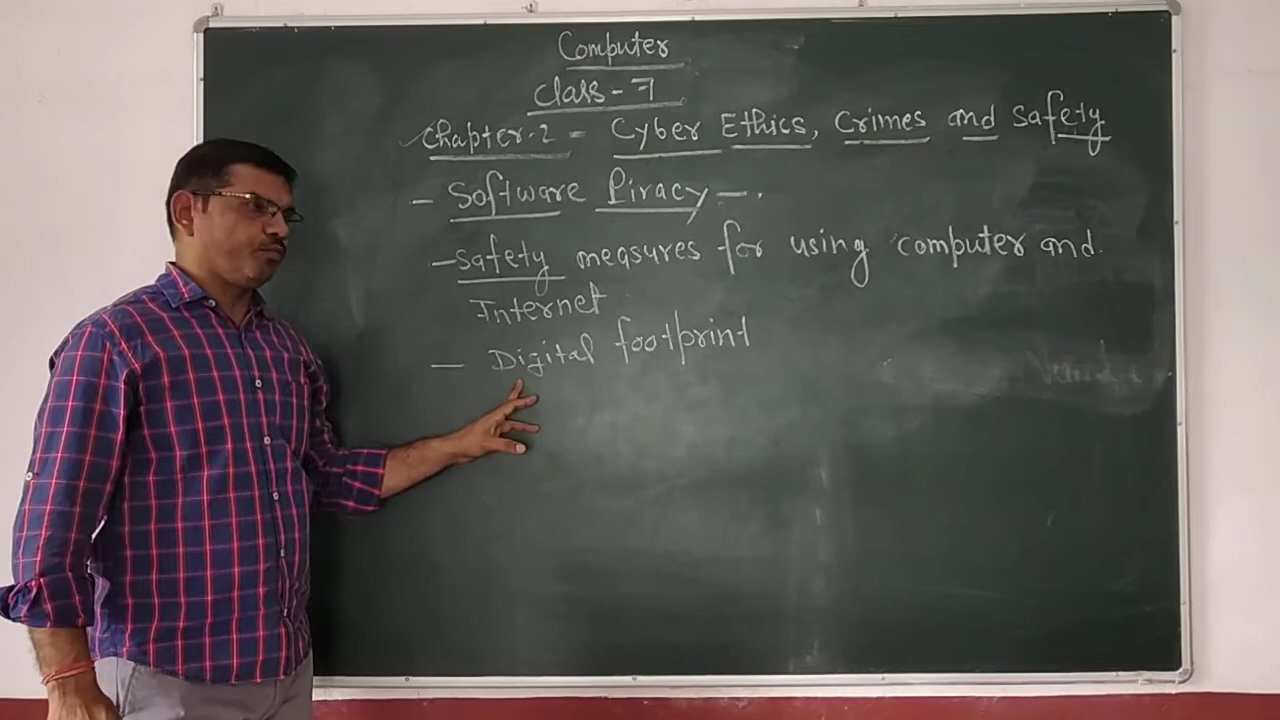 Computer
Class-7
Chapter-2 = Cyber Ethics, Crimes and Safety
- Software Piracy -.
- Safety measures for using computer and
Internet
- Digital footprint